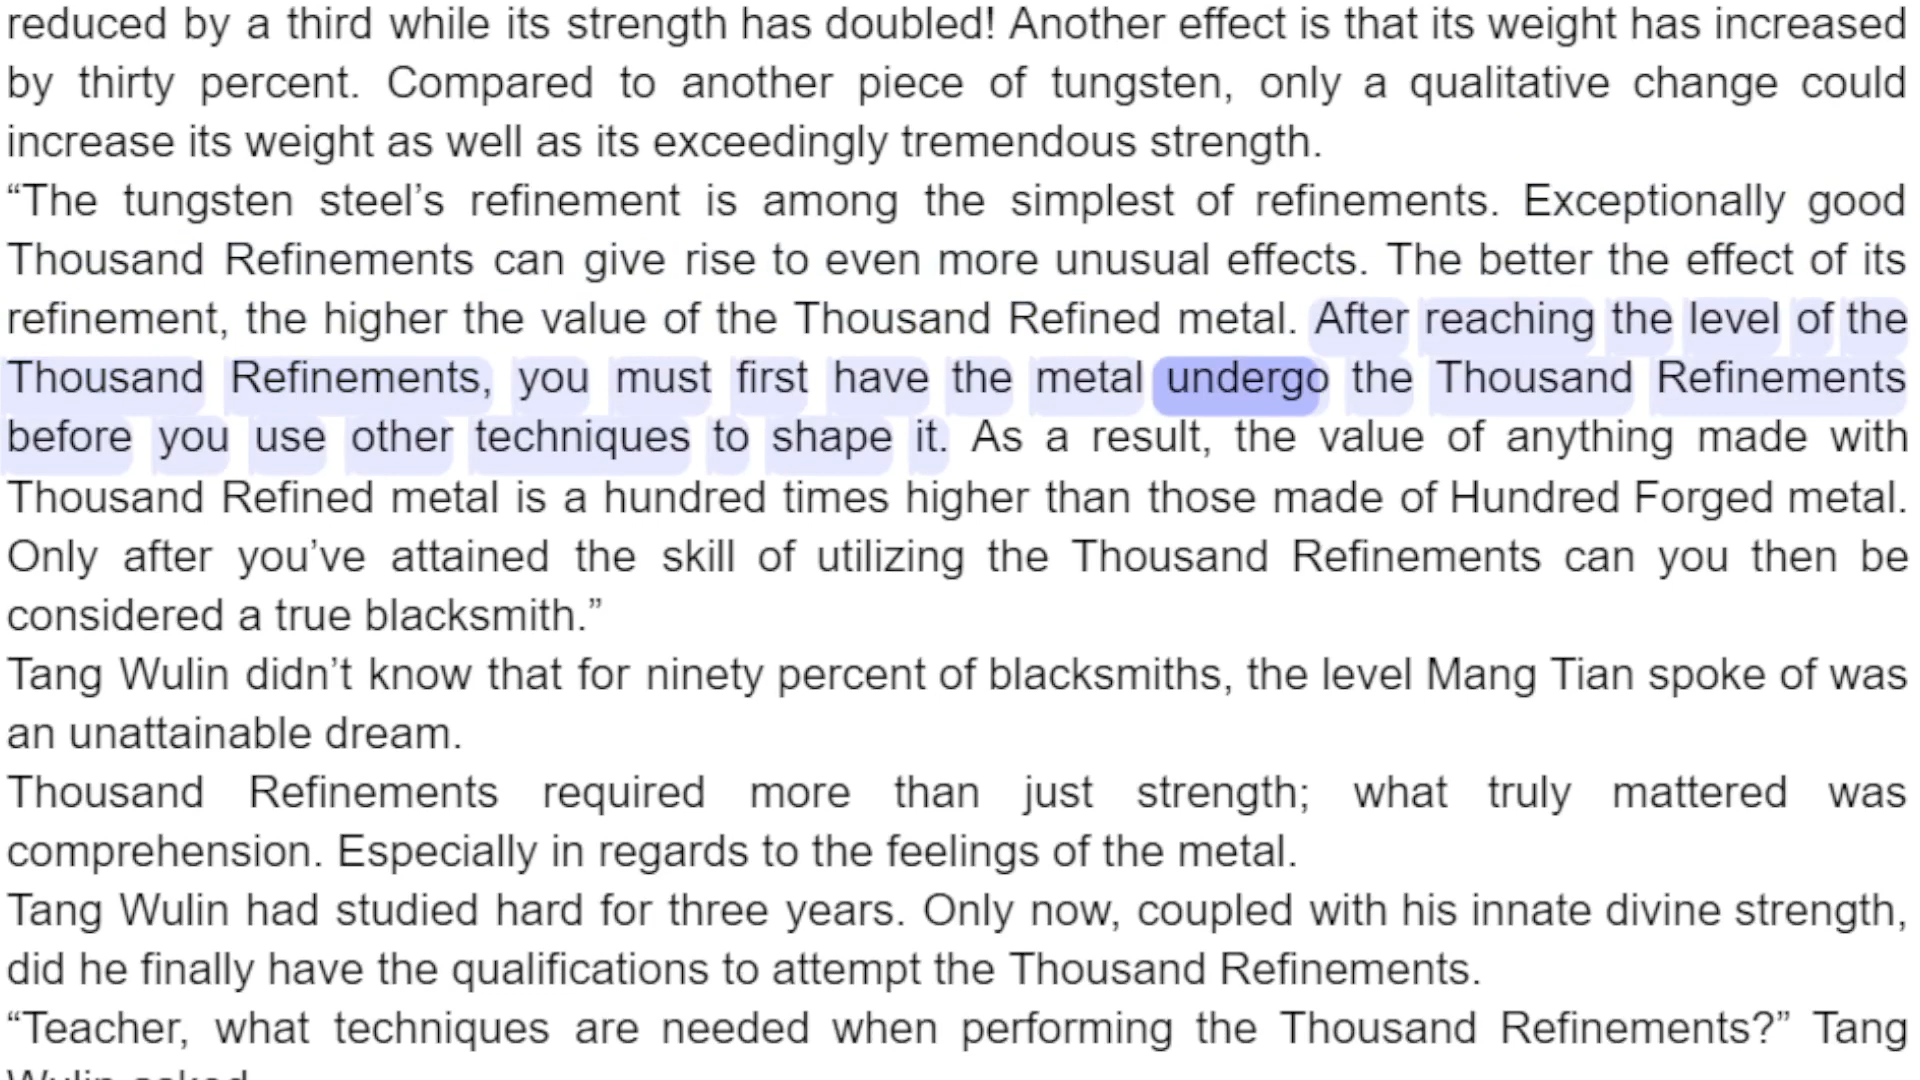 reduced by a third while its strength has doubled! Another effect is that its weight has increased
by thirty percent. Compared to another piece of tungsten, only a qualitative change could
increase its weight as well as its exceedingly tremendous strength.
“The tungsten steel’s refinement is among the simplest of refinements. Exceptionally good
Thousand Refinements can give rise to even more unusual effects. The better the effect of its
refinement, the higher the value of the Thousand Refined metal. After reaching the level of the
Thousand Refinements, you must first have the metal undergo the Thousand Refinements
before you use other techniques to shape it. As a result, the value of anything made with
Thousand Refined metal is a hundred times higher than those made of Hundred Forged metal.
Only after you’ve attained the skill of utilizing the Thousand Refinements can you then be
considered a true blacksmith.”
Tang Wulin didn’t know that for ninety percent of blacksmiths, the level Mang Tian spoke of was
an unattainable dream.
Thousand Refinements required more than just strength; what truly mattered was
comprehension. Especially in regards to the feelings of the metal.
Tang Wulin had studied hard for three years. Only now, coupled with his innate divine strength,
did he finally have the qualifications to attempt the Thousand Refinements.
“Teacher, what techniques are needed when performing the Thousand Refinements?” Tang
Wulin asked